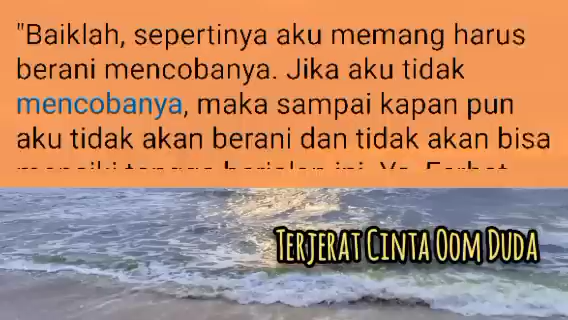 "Baiklah, sepertinya aku memang harus
berani mencobanya. Jika aku tidak
mencobanya, maka sampai kapan pun
aku tidak akan berani dan tidak akan bisa
TERJERAT CINTA OOM DUDA